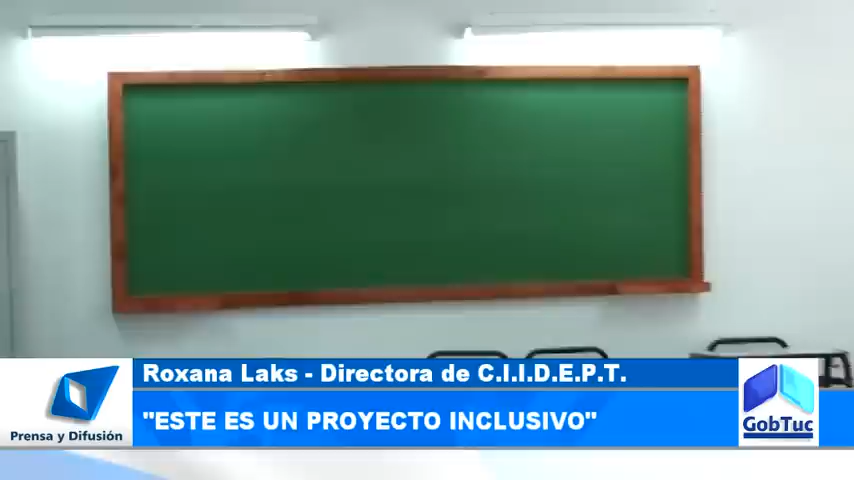 Roxana Laks - Directora de C.I.I.D.E.P.T.
"ESTE ES UN PROYECTO INCLUSIVO"
Prensa y Difusión
GobTuc